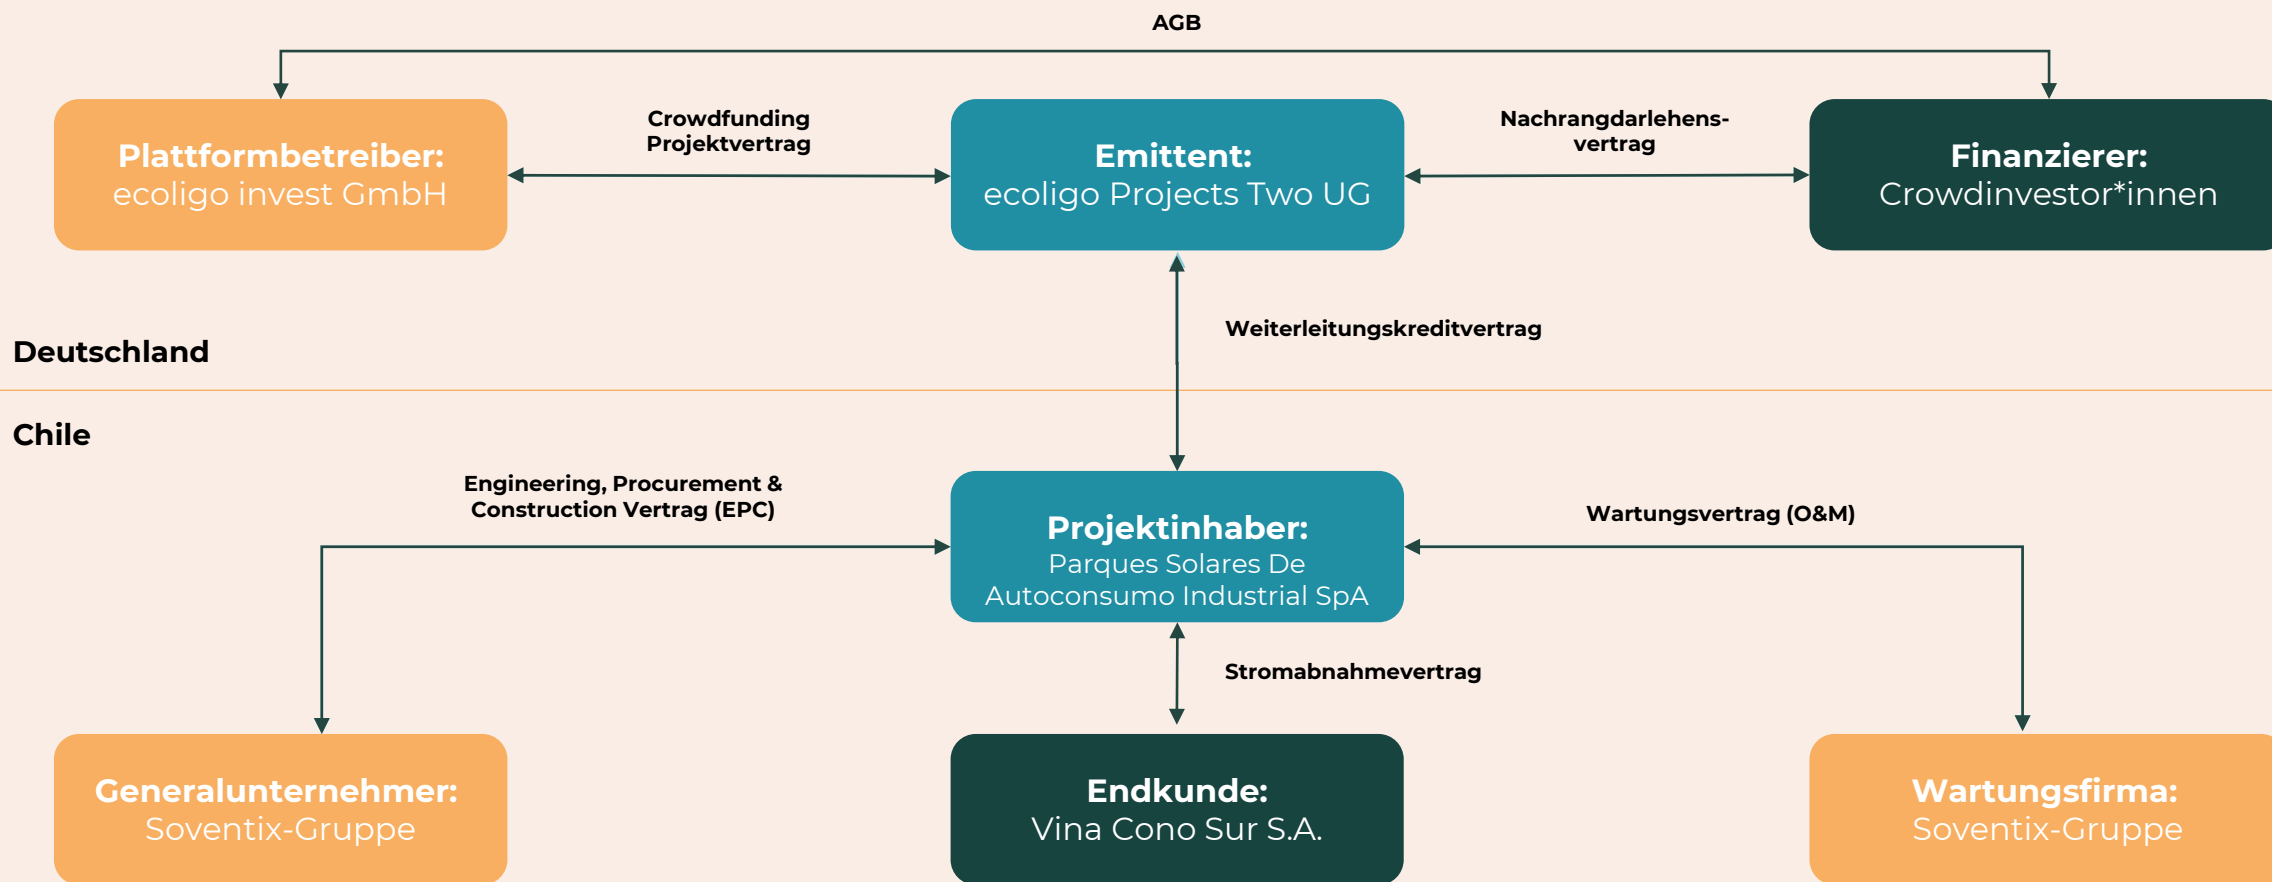 AGB
Crowdfunding
Projektvertrag
Nachrangdarlehens-
vertrag
Plattformbetreiber:
ecoligo invest GmbH
Emittent:
ecoligo Projects Two UG
Finanzierer:
Crowdinvestor*innen
Weiterleitungskreditvertrag
Deutschland
Chile
Engineering, Procurement &
Construction Vertrag (EPC)
Projektinhaber:
Parques Solares De
Autoconsumo Industrial SpA
Wartungsvertrag (O&M)
Stromabnahmevertrag
Generalunternehmer:
Soventix-Gruppe
Endkunde:
Vina Cono Sur S.A.
Wartungsfirma:
Soventix-Gruppe